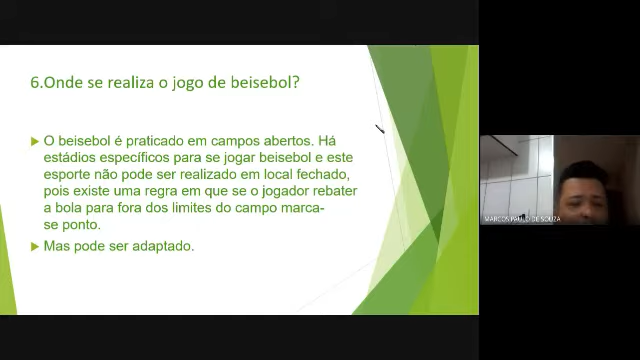 6.Onde se realiza o jogo de beisebol?
O beisebol é praticado em campos abertos. Há
estádios específicos para se jogar beisebol e este
esporte não pode ser realizado em local fechado,
pois existe uma regra em que se o jogador rebater
a bola para fora dos limites do campo marca-
se ponto.
Mas pode ser adaptado.
MARCOS PAULO DE SOUZA